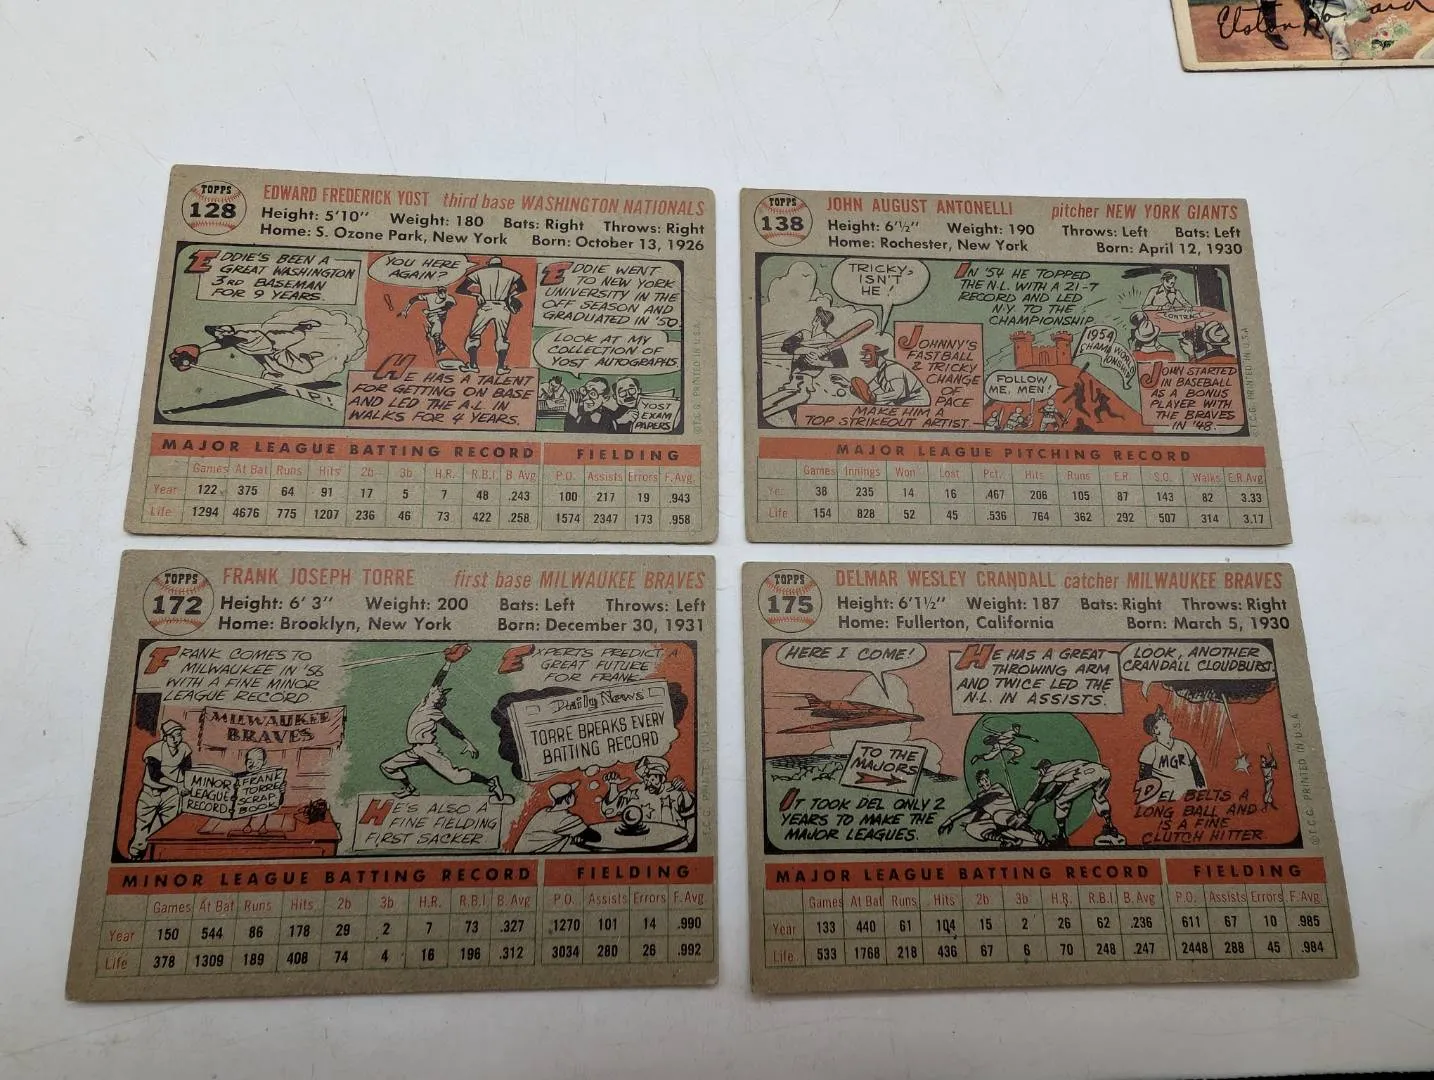 Elston Howard
TOPPS
128
EDWARD FREDERICK YOST third base WASHINGTON NATIONALS
Height: 5'10" Weight: 180 Bats: Right Throws: Right
Home: S. Ozone Park, New York Born: October 13, 1926
EDDIE'S BEEN A
GREAT WASHINGTON
3RD BASEMAN
FOR 9 YEARS.
ZIP!
YOU HERE
AGAIN?
HE HAS A TALENT
FOR GETTING ON BASE
AND LED THE A.L. IN
WALKS FOR 4 YEARS.
EDDIE WENT
TO NEW YORK
UNIVERSITY IN THE
OFF SEASON AND
GRADUATED IN '50.
LOOK AT MY
COLLECTION OF
YOST AUTOGRAPHS.
YOST
EXAM
PAPERS
©T.C.G. PRINTED IN U.S.A.
MAJOR LEAGUE BATTING RECORD FIELDING
Games At Bat Runs Hits 2b 3b H.R. R.B.I. B. Avg P.O. Assists Errors F. Avg.
Year 122 375 64 91 17 5 7 48 .243 100 217 19 .943
Life 1294 4676 775 1207 236 46 73 422 .258 1574 2347 173 .958
TOPPS
138
JOHN AUGUST ANTONELLI pitcher NEW YORK GIANTS
Height: 6'½" Weight: 190 Throws: Left Bats: Left
Home: Rochester, New York Born: April 12, 1930
TRICKY,
ISN'T
HE!
JOHNNY'S
FASTBALL
& TRICKY
CHANGE
OF
PACE
MAKE HIM A
TOP STRIKEOUT ARTIST.
IN '54 HE TOPPED
THE N.L. WITH A 21-7
RECORD AND LED
N.Y. TO THE
CHAMPIONSHIP.
1954
WORLD
FOLLOW
ME, MEN!
CONTRACT
JOHN STARTED
IN BASEBALL
AS A BONUS
PLAYER WITH
THE BRAVES
IN '48.
©T.C.G. PRINTED IN U.S.A.
MAJOR LEAGUE PITCHING RECORD
Games Innings Won Lost Pct. Hits Runs E.R. S.O. Walks E.R. Avg
Year 38 235 14 16 .467 206 105 87 143 82 3.33
Life 154 828 52 45 .536 764 362 292 507 314 3.17
TOPPS
172
FRANK JOSEPH TORRE first base MILWAUKEE BRAVES
Height: 6' 3" Weight: 200 Bats: Left Throws: Left
Home: Brooklyn, New York Born: December 30, 1931
FRANK COMES TO
MILWAUKEE IN '56
WITH A FINE MINOR
LEAGUE RECORD
MILWAUKEE
BRAVES
MINOR
LEAGUE
RECORD
FRANK
TORRE
SCRAP
BOOK
HE'S ALSO A
FINE FIELDING
FIRST SACKER.
EXPERTS PREDICT A
GREAT FUTURE
FOR FRANK.
Daily News
TORRE BREAKS EVERY
BATTING RECORD
MINOR LEAGUE BATTING RECORD FIELDING
Games At Bat Runs Hits 2b 3b H.R. R.B.I. B. Avg P.O. Assists Errors F. Avg
Year 150 544 86 178 29 2 7 73 .327 1270 101 14 .990
Life 378 1309 189 408 74 4 16 196 .312 3034 280 26 .992
TOPPS
175
DELMAR WESLEY CRANDALL catcher MILWAUKEE BRAVES
Height: 6'1½" Weight: 187 Bats: Right Throws: Right
Home: Fullerton, California Born: March 5, 1930
HERE I COME!
TO THE
MAJORS
IT TOOK DEL ONLY 2
YEARS TO MAKE THE
MAJOR LEAGUES.
HE HAS A GREAT
THROWING ARM
AND TWICE LED THE
N.L. IN ASSISTS.
LOOK, ANOTHER
CRANDALL CLOUDBURST.
MGR.
DEL BELTS A
LONG BALL AND
IS A FINE
CLUTCH HITTER.
©T.C.G. PRINTED IN U.S.A
MAJOR LEAGUE BATTING RECORD FIELDING
Games At Bat Runs Hits 2b 3b H.R. R.B.I. B. Avg P.O. Assists Errors F. Avg
Year 133 440 61 104 15 2 26 62 .236 611 67 10 .985
Life 533 1768 218 436 67 6 70 248 .247 2448 288 45 .984